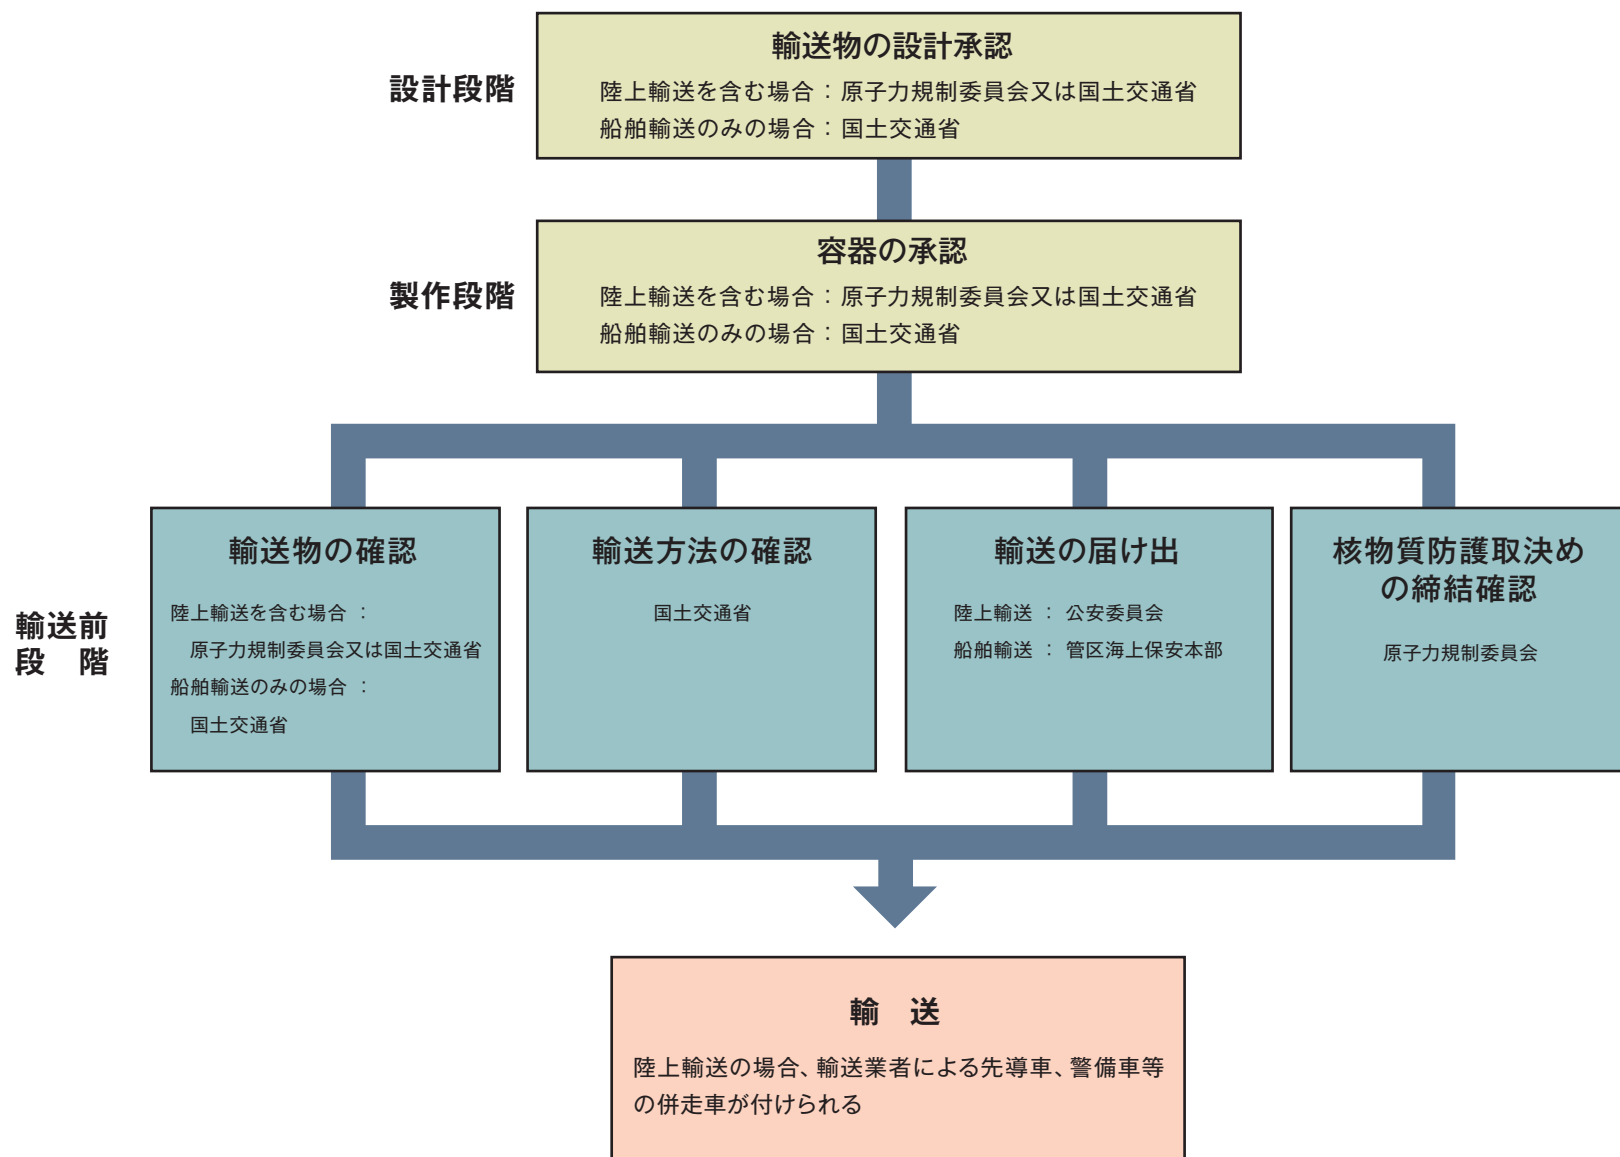 設計段階
輸送物の設計承認
陸上輸送を含む場合：原子力規制委員会又は国土交通省
船舶輸送のみの場合：国土交通省
製作段階
容器の承認
陸上輸送を含む場合：原子力規制委員会又は国土交通省
船舶輸送のみの場合：国土交通省
輸送前
段　階
輸送物の確認
陸上輸送を含む場合：
原子力規制委員会又は国土交通省
船舶輸送のみの場合：
国土交通省
輸送方法の確認
国土交通省
輸送の届け出
陸上輸送：公安委員会
船舶輸送：管区海上保安本部
核物質防護取決め
の締結確認
原子力規制委員会
輸　送
陸上輸送の場合、輸送業者による先導車、警備車等
の併走車が付けられる